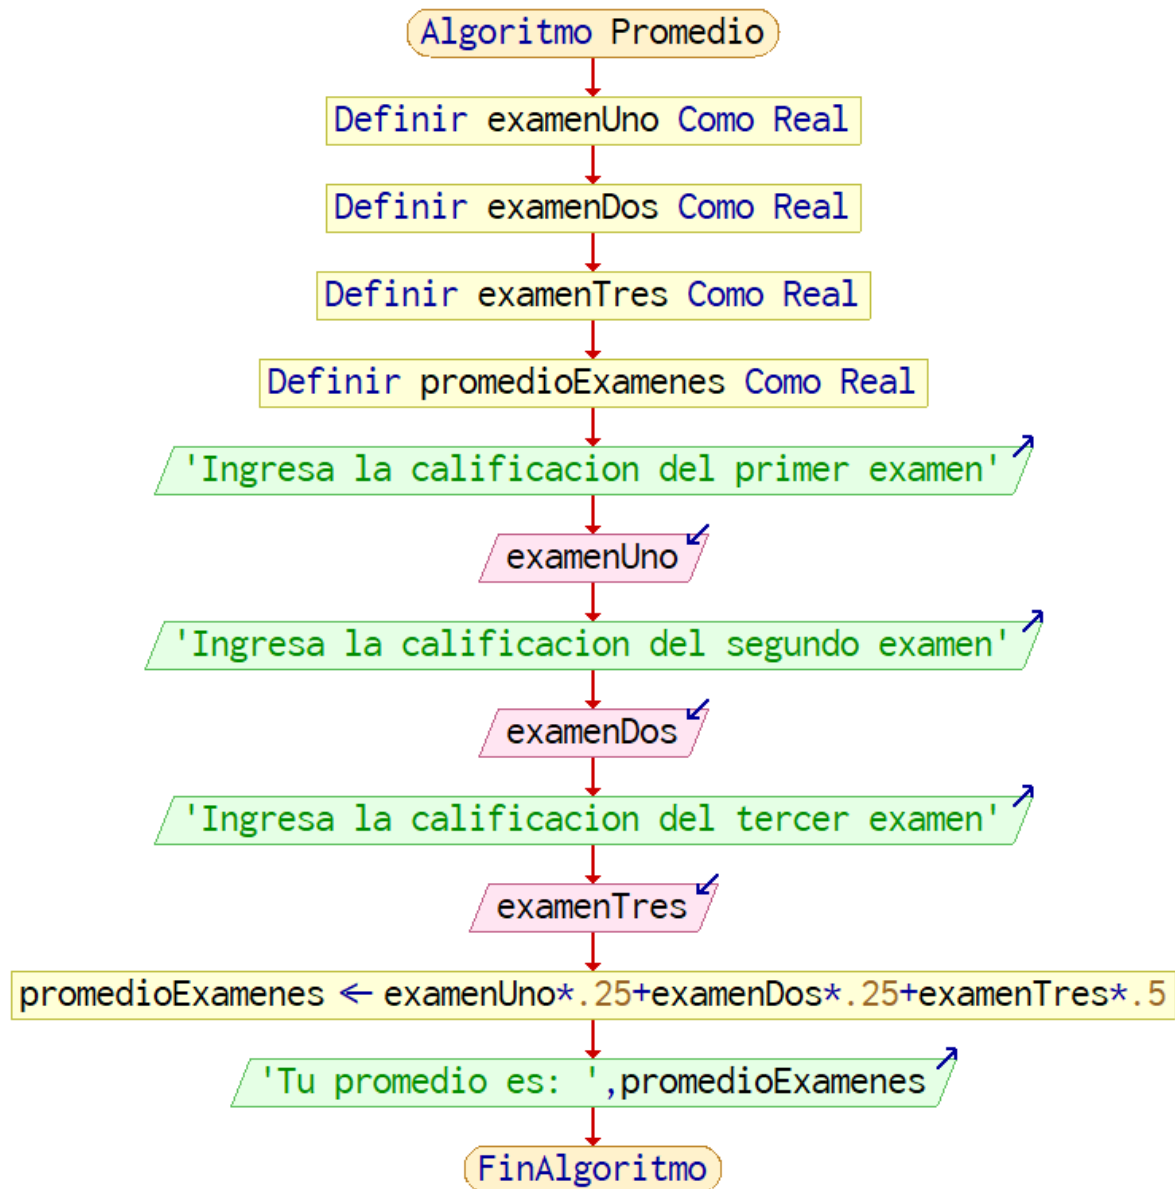 Algoritmo Promedio
Definir examenUno Como Real
Definir examenDos Como Real
Definir examenTres Como Real
Definir promedioExamenes Como Real
'Ingresa la calificacion del primer examen'
examenUno
'Ingresa la calificacion del segundo examen'
examenDos
'Ingresa la calificacion del tercer examen'
examenTres
promedioExamenes ← examenUno*.25+examenDos*.25+examenTres*.5
'Tu promedio es: ',promedioExamenes
FinAlgoritmo